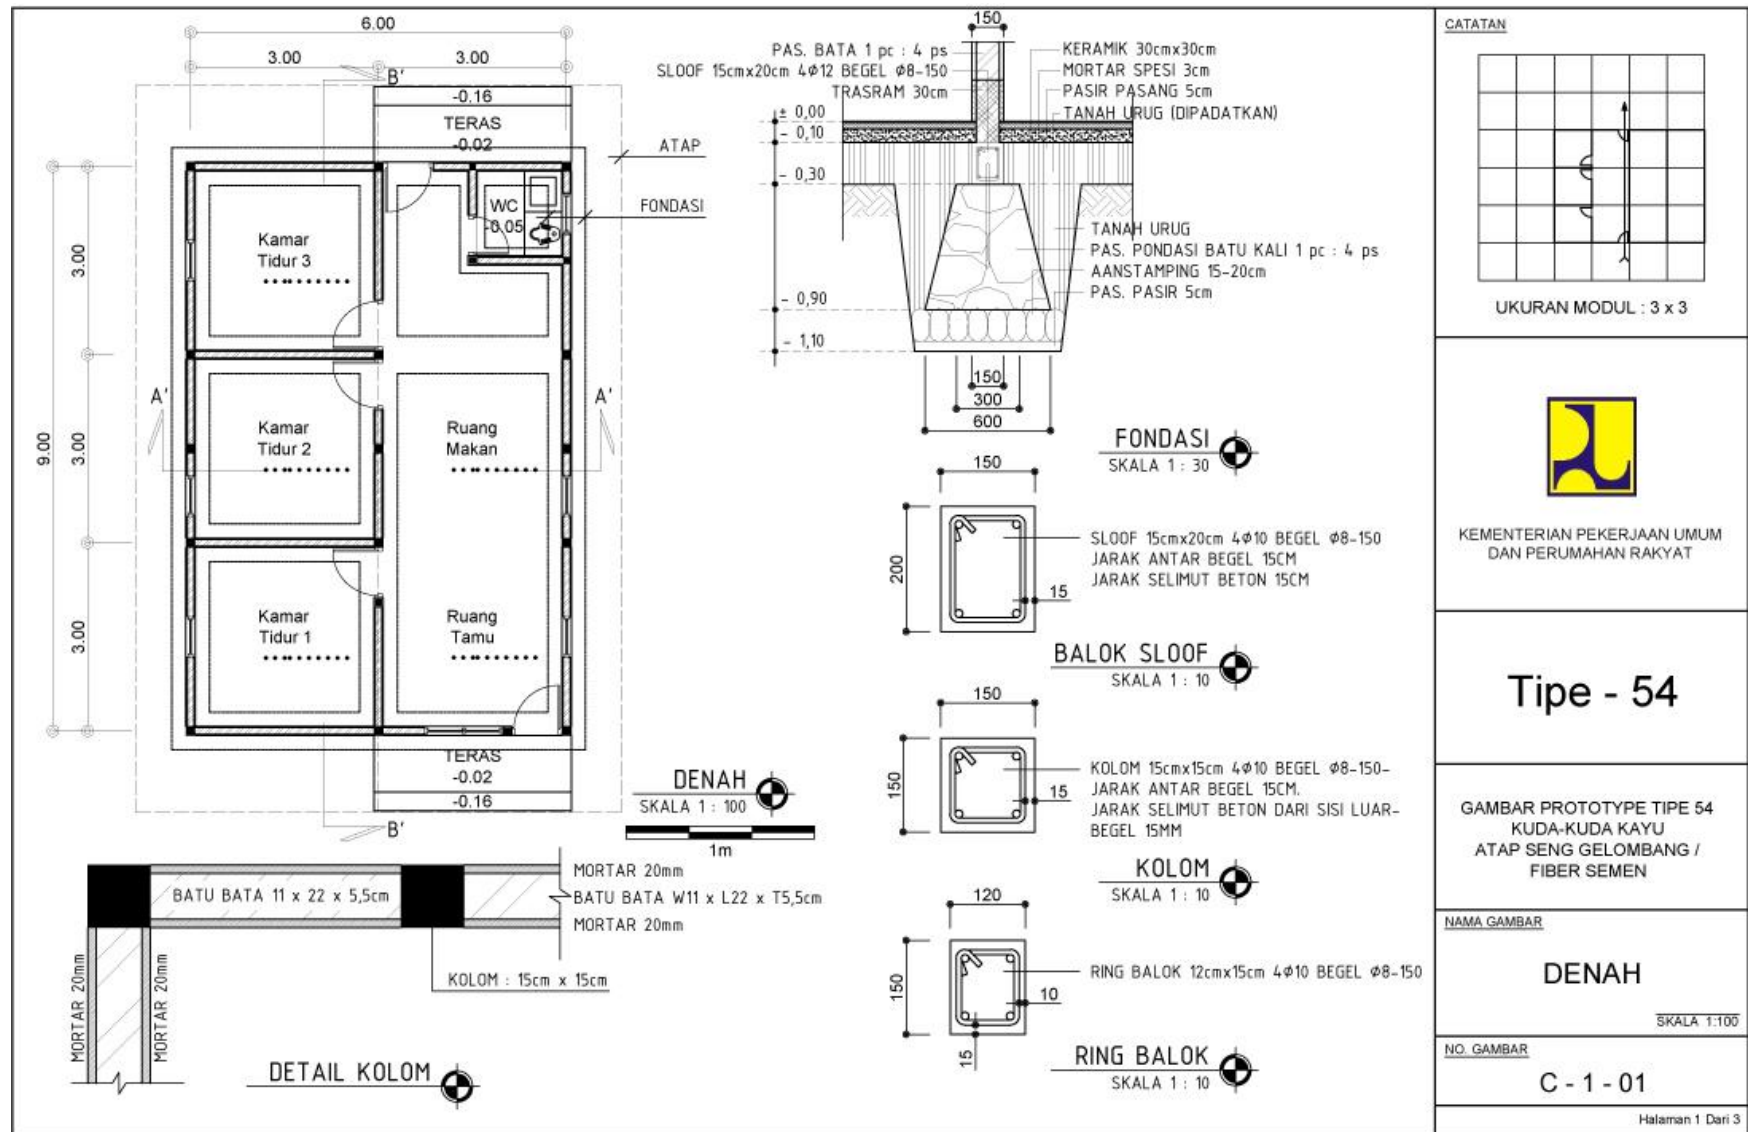 6.00
3.00
3.00
B'
-0.16
TERAS
-0.02
ATAP
FONDASI
WC
-0.05
Kamar
Tidur 3
3.00
A'
A'
Kamar
Tidur 2
Ruang
Makan
9.00
3.00
Kamar
Tidur 1
Ruang
Tamu
3.00
TERAS
-0.02
-0.16
B'
DENAH
SKALA 1 : 100
1m
MORTAR 20mm
BATU BATA 11 x 22 x 5,5cm
BATU BATA W11 x L22 x T5,5cm
MORTAR 20mm
MORTAR 20mm
MORTAR 20mm
KOLOM : 15cm x 15cm
DETAIL KOLOM
150
PAS. BATA 1 pc : 4 ps
SLOOF 15cmx20cm 4ϕ12 BEGEL ϕ8-150
TRASRAM 30cm
KERAMIK 30cmx30cm
MORTAR SPESI 3cm
PASIR PASANG 5cm
TANAH URUG (DIPADATKAN)
± 0,00
- 0,10
- 0,30
- 0,90
- 1,10
TANAH URUG
PAS. PONDASI BATU KALI 1 pc : 4 ps
AANSTAMPING 15-20cm
PAS. PASIR 5cm
150
300
600
FONDASI
SKALA 1 : 30
150
200
15
SLOOF 15cmx20cm 4ϕ10 BEGEL ϕ8-150
JARAK ANTAR BEGEL 15CM
JARAK SELIMUT BETON 15CM
BALOK SLOOF
SKALA 1 : 10
150
150
15
KOLOM 15cmx15cm 4ϕ10 BEGEL ϕ8-150-
JARAK ANTAR BEGEL 15CM.
JARAK SELIMUT BETON DARI SISI LUAR-
BEGEL 15MM
KOLOM
SKALA 1 : 10
120
150
10
15
RING BALOK 12cmx15cm 4ϕ10 BEGEL ϕ8-150
RING BALOK
SKALA 1 : 10
CATATAN
UKURAN MODUL : 3 x 3
KEMENTERIAN PEKERJAAN UMUM
DAN PERUMAHAN RAKYAT
Tipe - 54
GAMBAR PROTOTYPE TIPE 54
KUDA-KUDA KAYU
ATAP SENG GELOMBANG /
FIBER SEMEN
NAMA GAMBAR
DENAH
SKALA 1:100
NO. GAMBAR
C - 1 - 01
Halaman 1 Dari 3